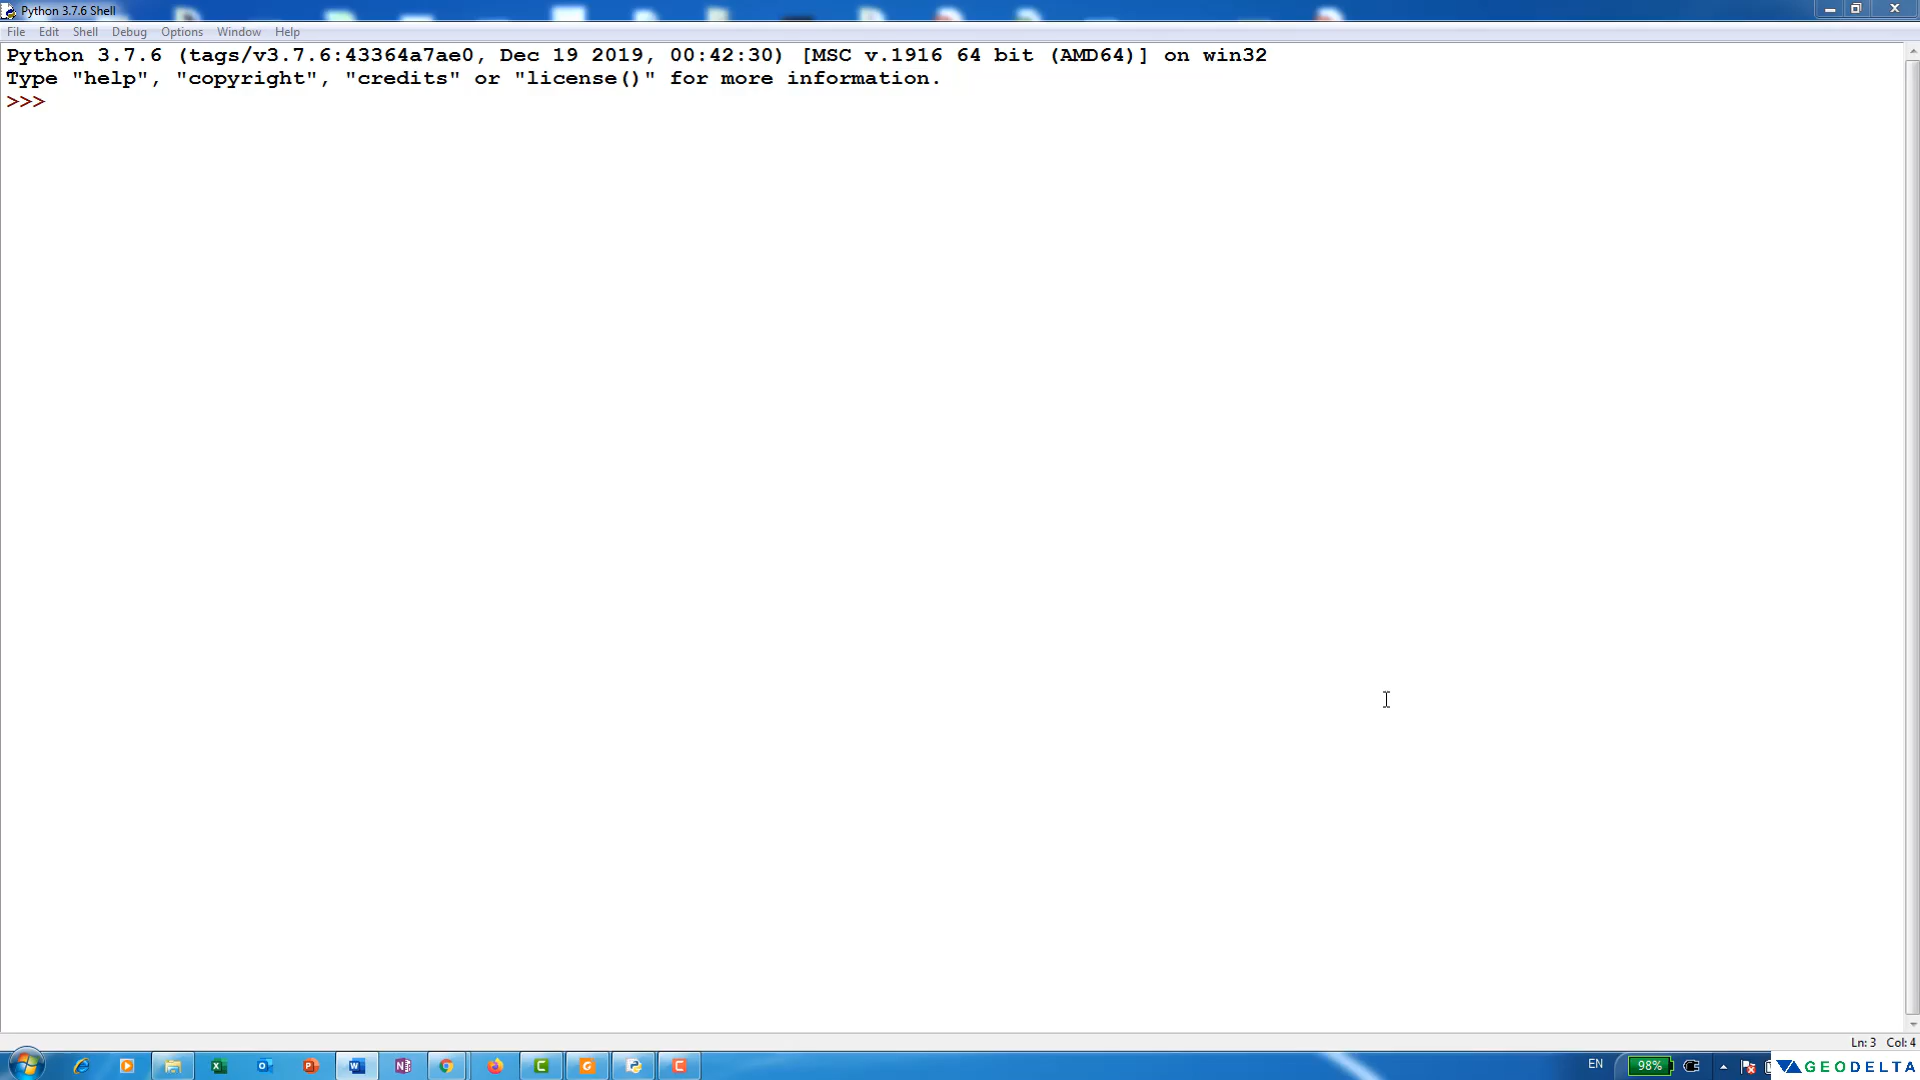 Python 3.7.6 Shell
File Edit Shell Debug Options Window Help
Python 3.7.6 (tags/v3.7.6:43364a7ae0, Dec 19 2019, 00:42:30) [MSC v.1916 64 bit (AMD64)] on win32
Type "help", "copyright", "credits" or "license()" for more information.
>>>
Ln: 3 Col: 4
EN 98% GEODELTA